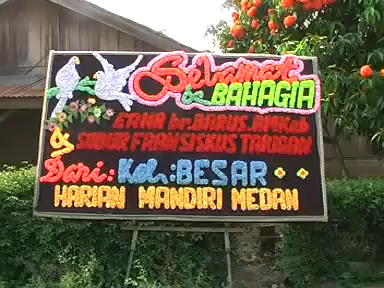 Selamat
& BAHAGIA
ERNA br.BARUS.AMKeb
& SUDUR FRANSISKUS TARIGAN
Dari: Kel:BESAR
HARIAN MANDIRI MEDAN